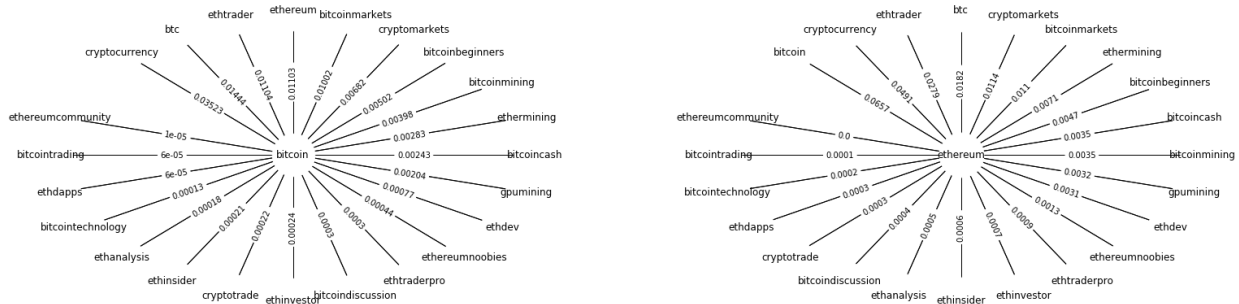 ethereum
ethtrader
bitcoinmarkets
btc
cryptomarkets
cryptocurrency
bitcoinbeginners
bitcoinmining
ethereumcommunity
ethermining
bitcointrading
bitcoin
bitcoincash
ethdapps
gpumining
bitcointechnology
ethdev
ethanalysis
ethereumnoobies
ethinsider
ethtraderpro
cryptotrade
bitcoindiscussion
ethinvestor
0.03523
0.01444
0.01104
0.01103
0.01002
0.00682
0.00502
0.00398
0.00283
0.00243
0.00204
0.00077
0.00044
0.0003
0.0003
0.00024
0.00022
0.00021
0.00018
0.00013
6e-05
6e-05
1e-05
btc
ethtrader
cryptomarkets
cryptocurrency
bitcoinmarkets
bitcoin
ethermining
bitcoinbeginners
ethereumcommunity
bitcoincash
bitcointrading
ethereum
bitcoinmining
bitcointechnology
gpumining
ethdapps
ethdev
cryptotrade
ethereumnoobies
bitcoindiscussion
ethtraderpro
ethanalysis
ethinvestor
ethinsider
0.0657
0.0491
0.0279
0.0182
0.0114
0.011
0.0071
0.0047
0.0035
0.0035
0.0032
0.0031
0.0013
0.0009
0.0007
0.0006
0.0005
0.0004
0.0003
0.0003
0.0002
0.0001
0.0